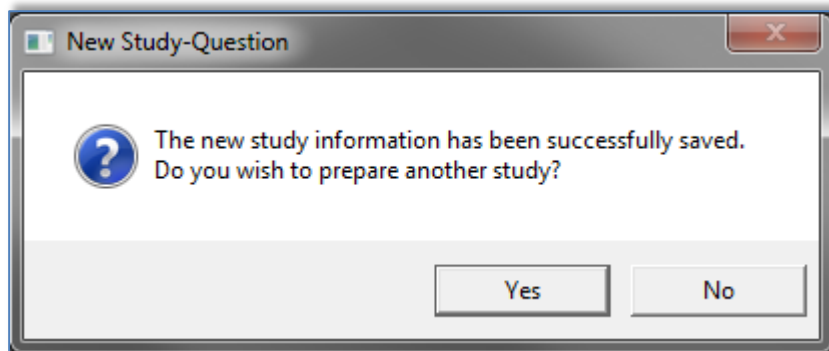 New Study-Question
The new study information has been successfully saved.
Do you wish to prepare another study?
Yes
No